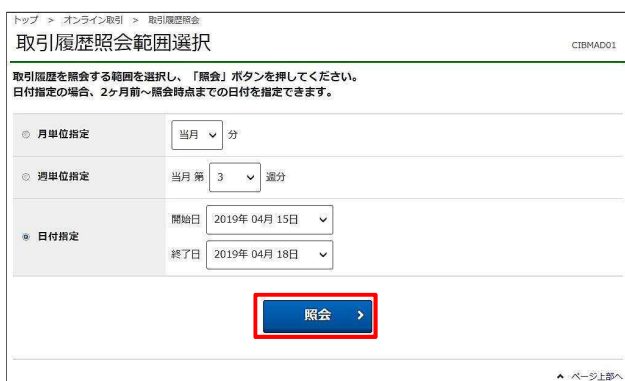 トップ > オンライン取引 > 取引履歴照会
取引履歴照会範囲選択
CIBMAD01
取引履歴を照会する範囲を選択し、「照会」ボタンを押してください。
日付指定の場合、2ヶ月前～照会時点までの日付を指定できます。
月単位指定 当月 分
週単位指定 当月 第 3 週分
開始日 2019年 04月 15日
日付指定
終了日 2019年 04月 18日
照会
ページ上部へ